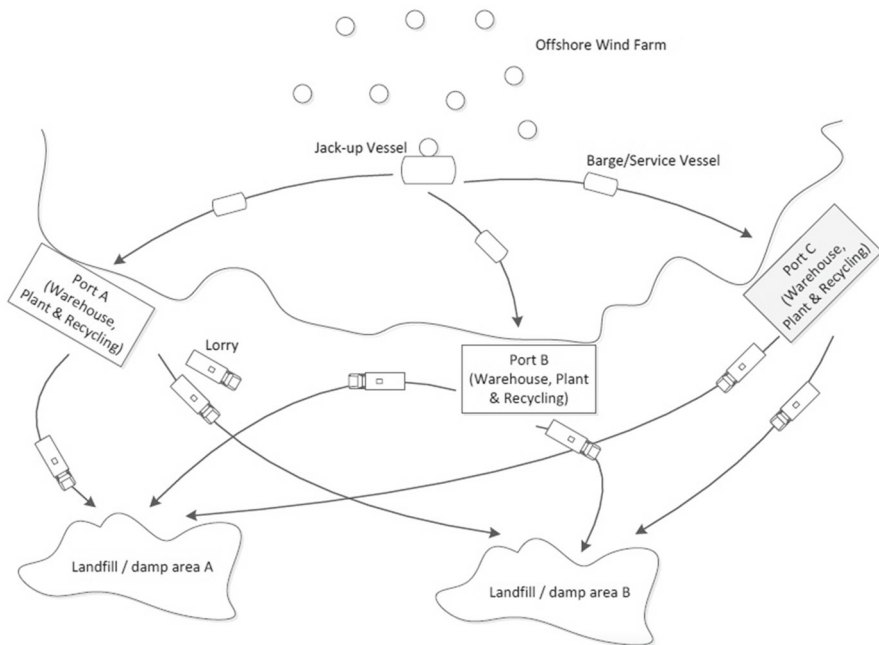 Offshore Wind Farm
Jack-up Vessel
Barge/Service Vessel
Port A
(Warehouse,
Plant & Recycling)
Port C
(Warehouse,
Plant & Recycling)
Lorry
Port B
(Warehouse, Plant
& Recycling)
Landfill / damp area A
Landfill / damp area B